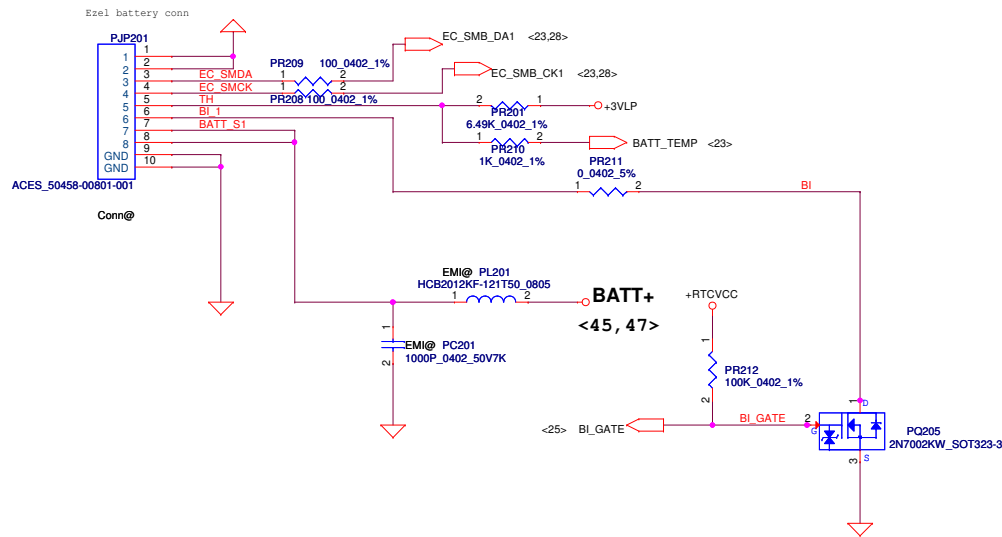 Ezel battery conn
PJP201
1
2
3
4
5
6
7
8
GND
GND
1
2
3
4
5
6
7
8
9
10
ACES_50458-00801-001
Conn@
EC_SMDA
EC_SMCK
TH
BI_1
BATT_S1
PR209 100_0402_1%
1 2
1 2
PR208 100_0402_1%
EC_SMB_DA1 <23,28>
EC_SMB_CK1 <23,28>
2 1
PR201
6.49K_0402_1%
+3VLP
1 2
PR210
1K_0402_1%
BATT_TEMP <23>
PR211
0_0402_5%
1 2
BI
EMI@ PL201
HCB2012KF-121T50_0805
1 2
BATT+
<45,47>
1
EMI@ PC201
1000P_0402_50V7K
2
+RTCVCC
1
PR212
100K_0402_1%
2
<25> BI_GATE
BI_GATE
2
G
1
D
PQ205
2N7002KW_SOT323-3
3
S